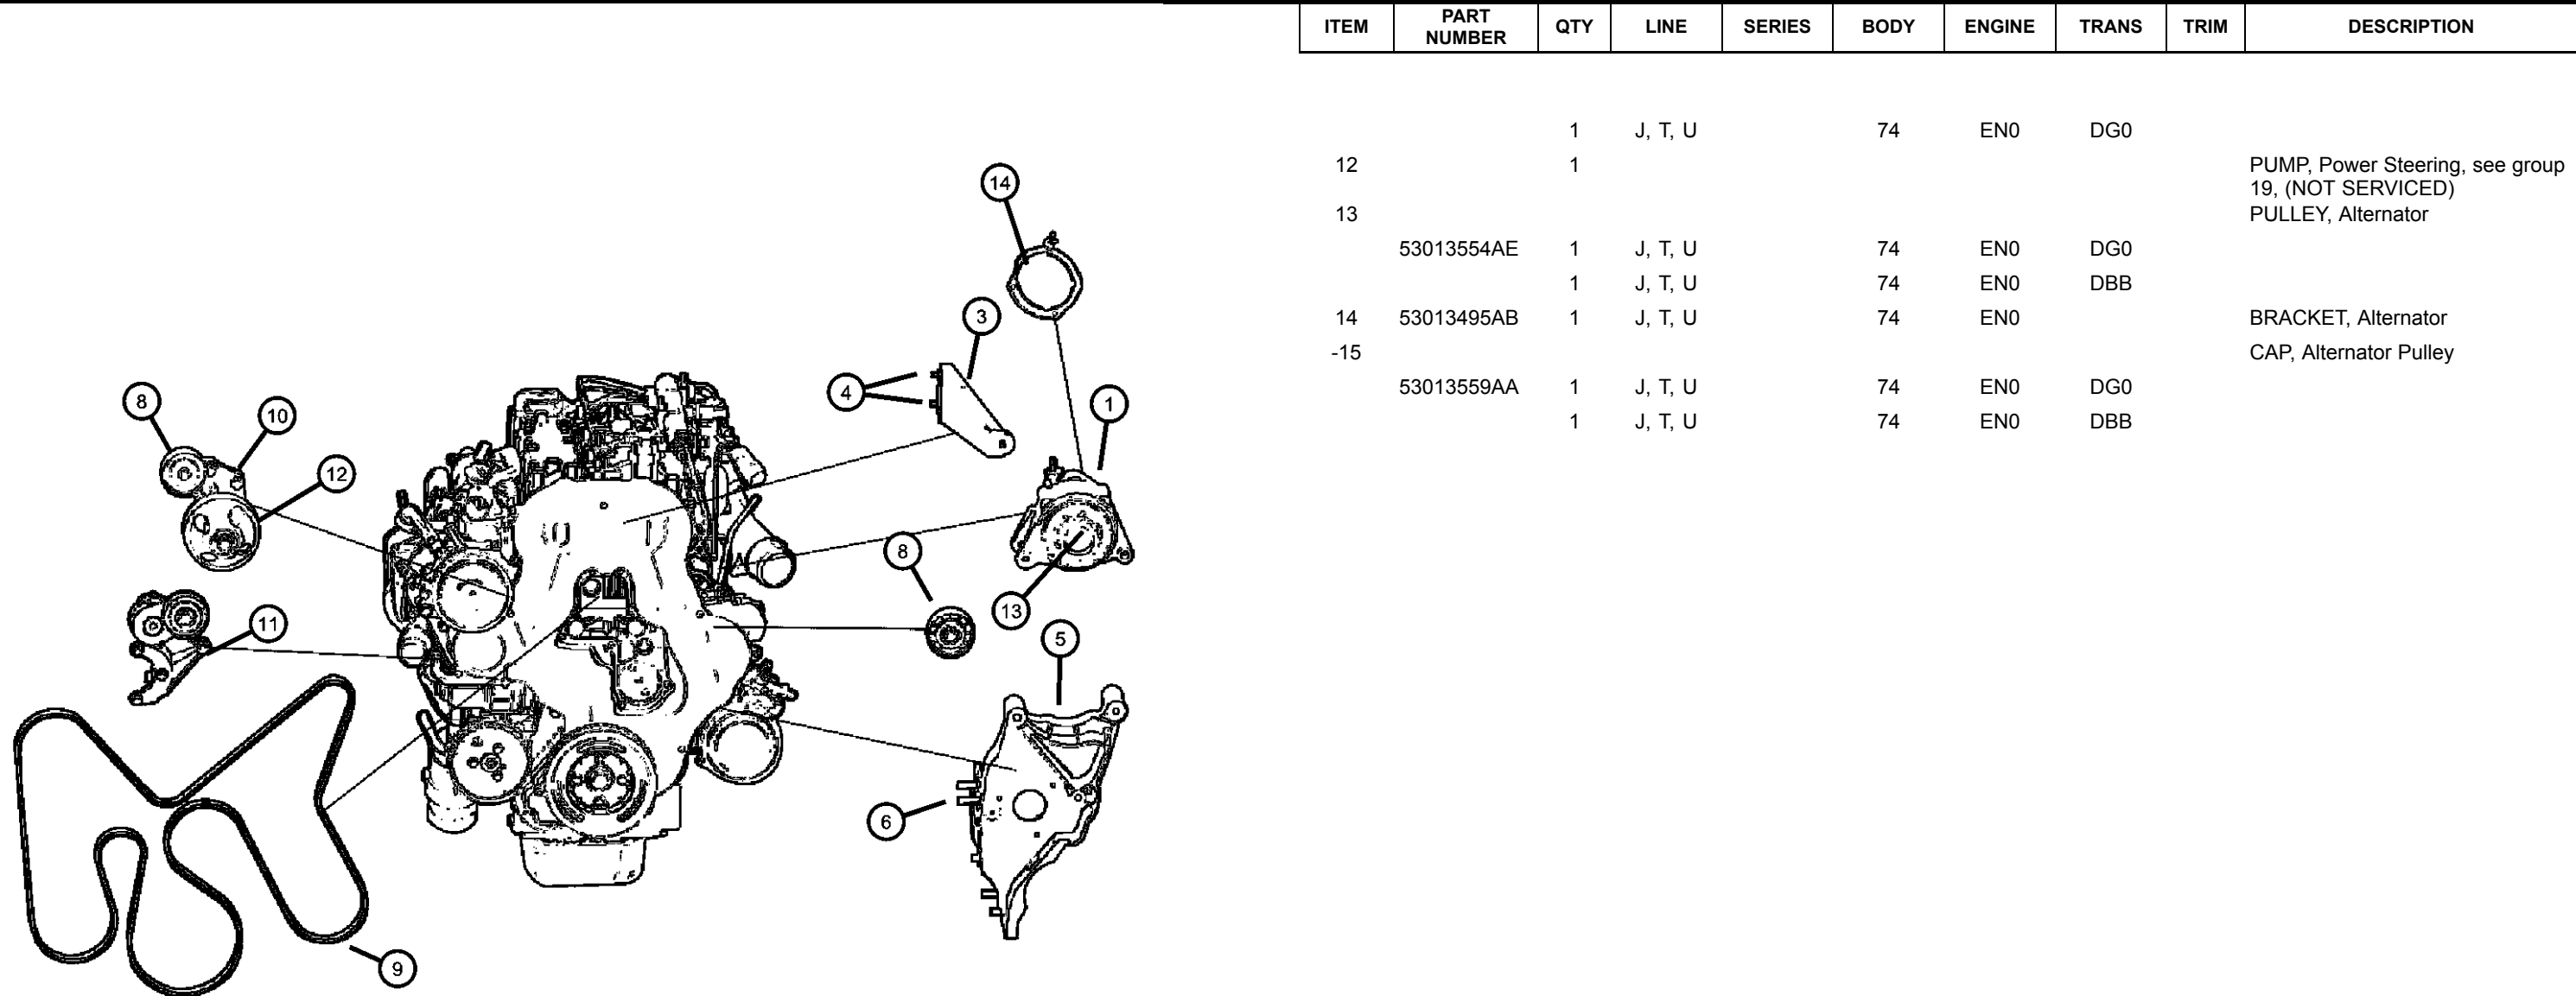 ITEM PART NUMBER QTY LINE SERIES BODY ENGINE TRANS TRIM DESCRIPTION
1 J, T, U 74 EN0 DG0
12 1 PUMP, Power Steering, see group
19, (NOT SERVICED)
13 PULLEY, Alternator
53013554AE 1 J, T, U 74 EN0 DG0
1 J, T, U 74 EN0 DBB
14 53013495AB 1 J, T, U 74 EN0 BRACKET, Alternator
-15 CAP, Alternator Pulley
53013559AA 1 J, T, U 74 EN0 DG0
1 J, T, U 74 EN0 DBB
14
3
4
1
8
10
12
8
13
11
5
6
9